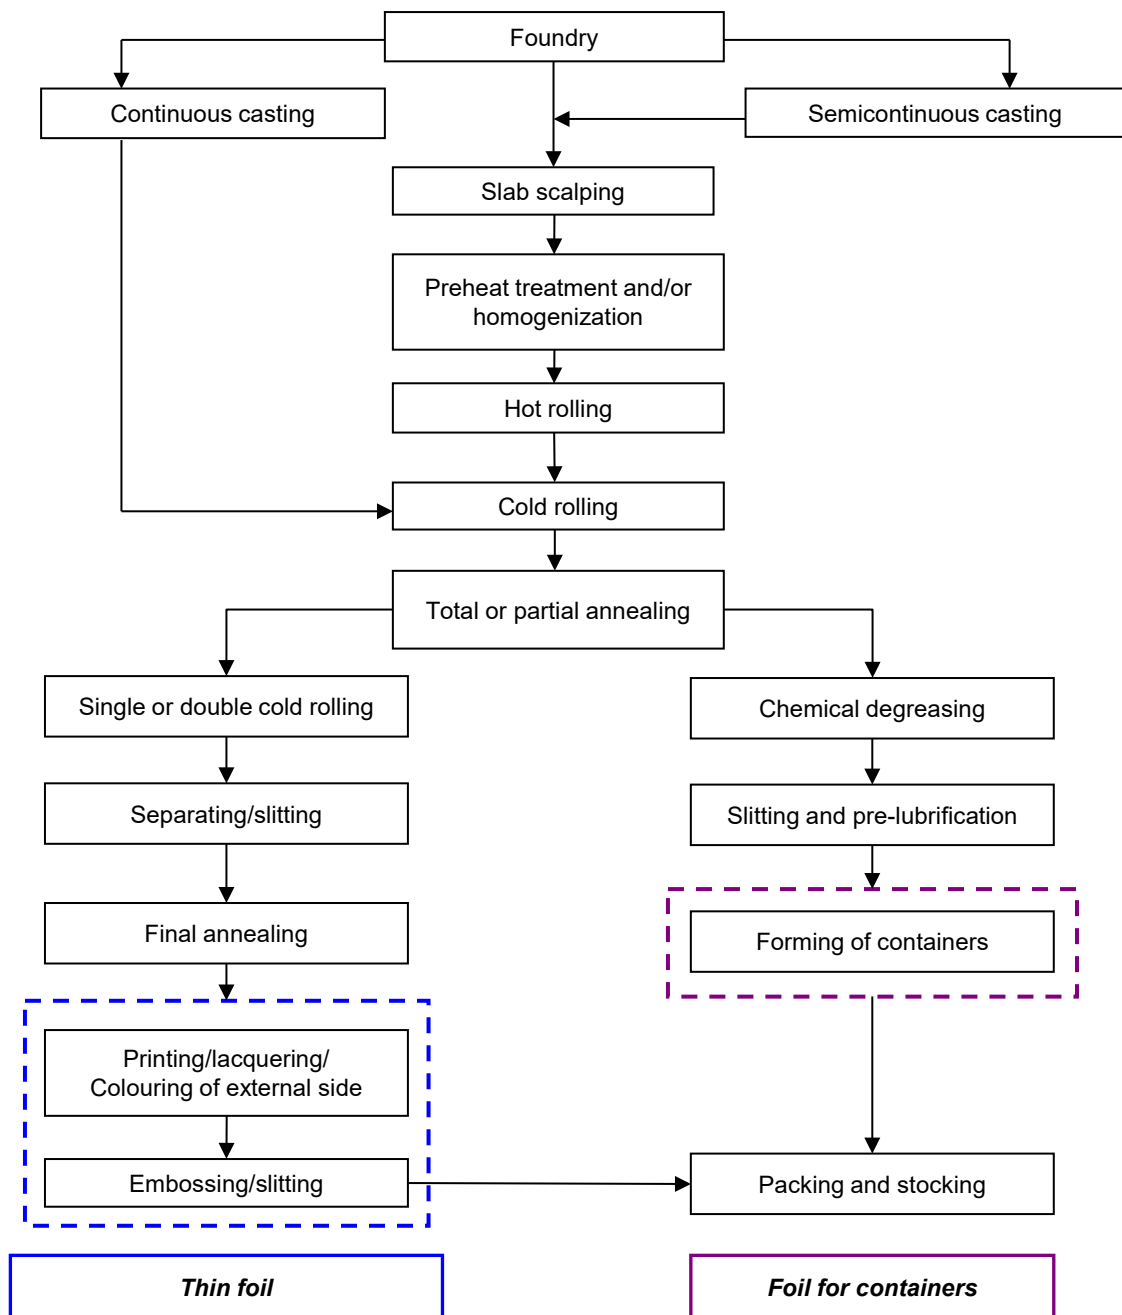 Foundry
Continuous casting
Semicontinuous casting
Slab scalping
Preheat treatment and/or
homogenization
Hot rolling
Cold rolling
Total or partial annealing
Single or double cold rolling
Chemical degreasing
Separating/slitting
Slitting and pre-lubrification
Final annealing
Forming of containers
Printing/lacquering/
Colouring of external side
Embossing/slitting
Packing and stocking
Thin foil
Foil for containers